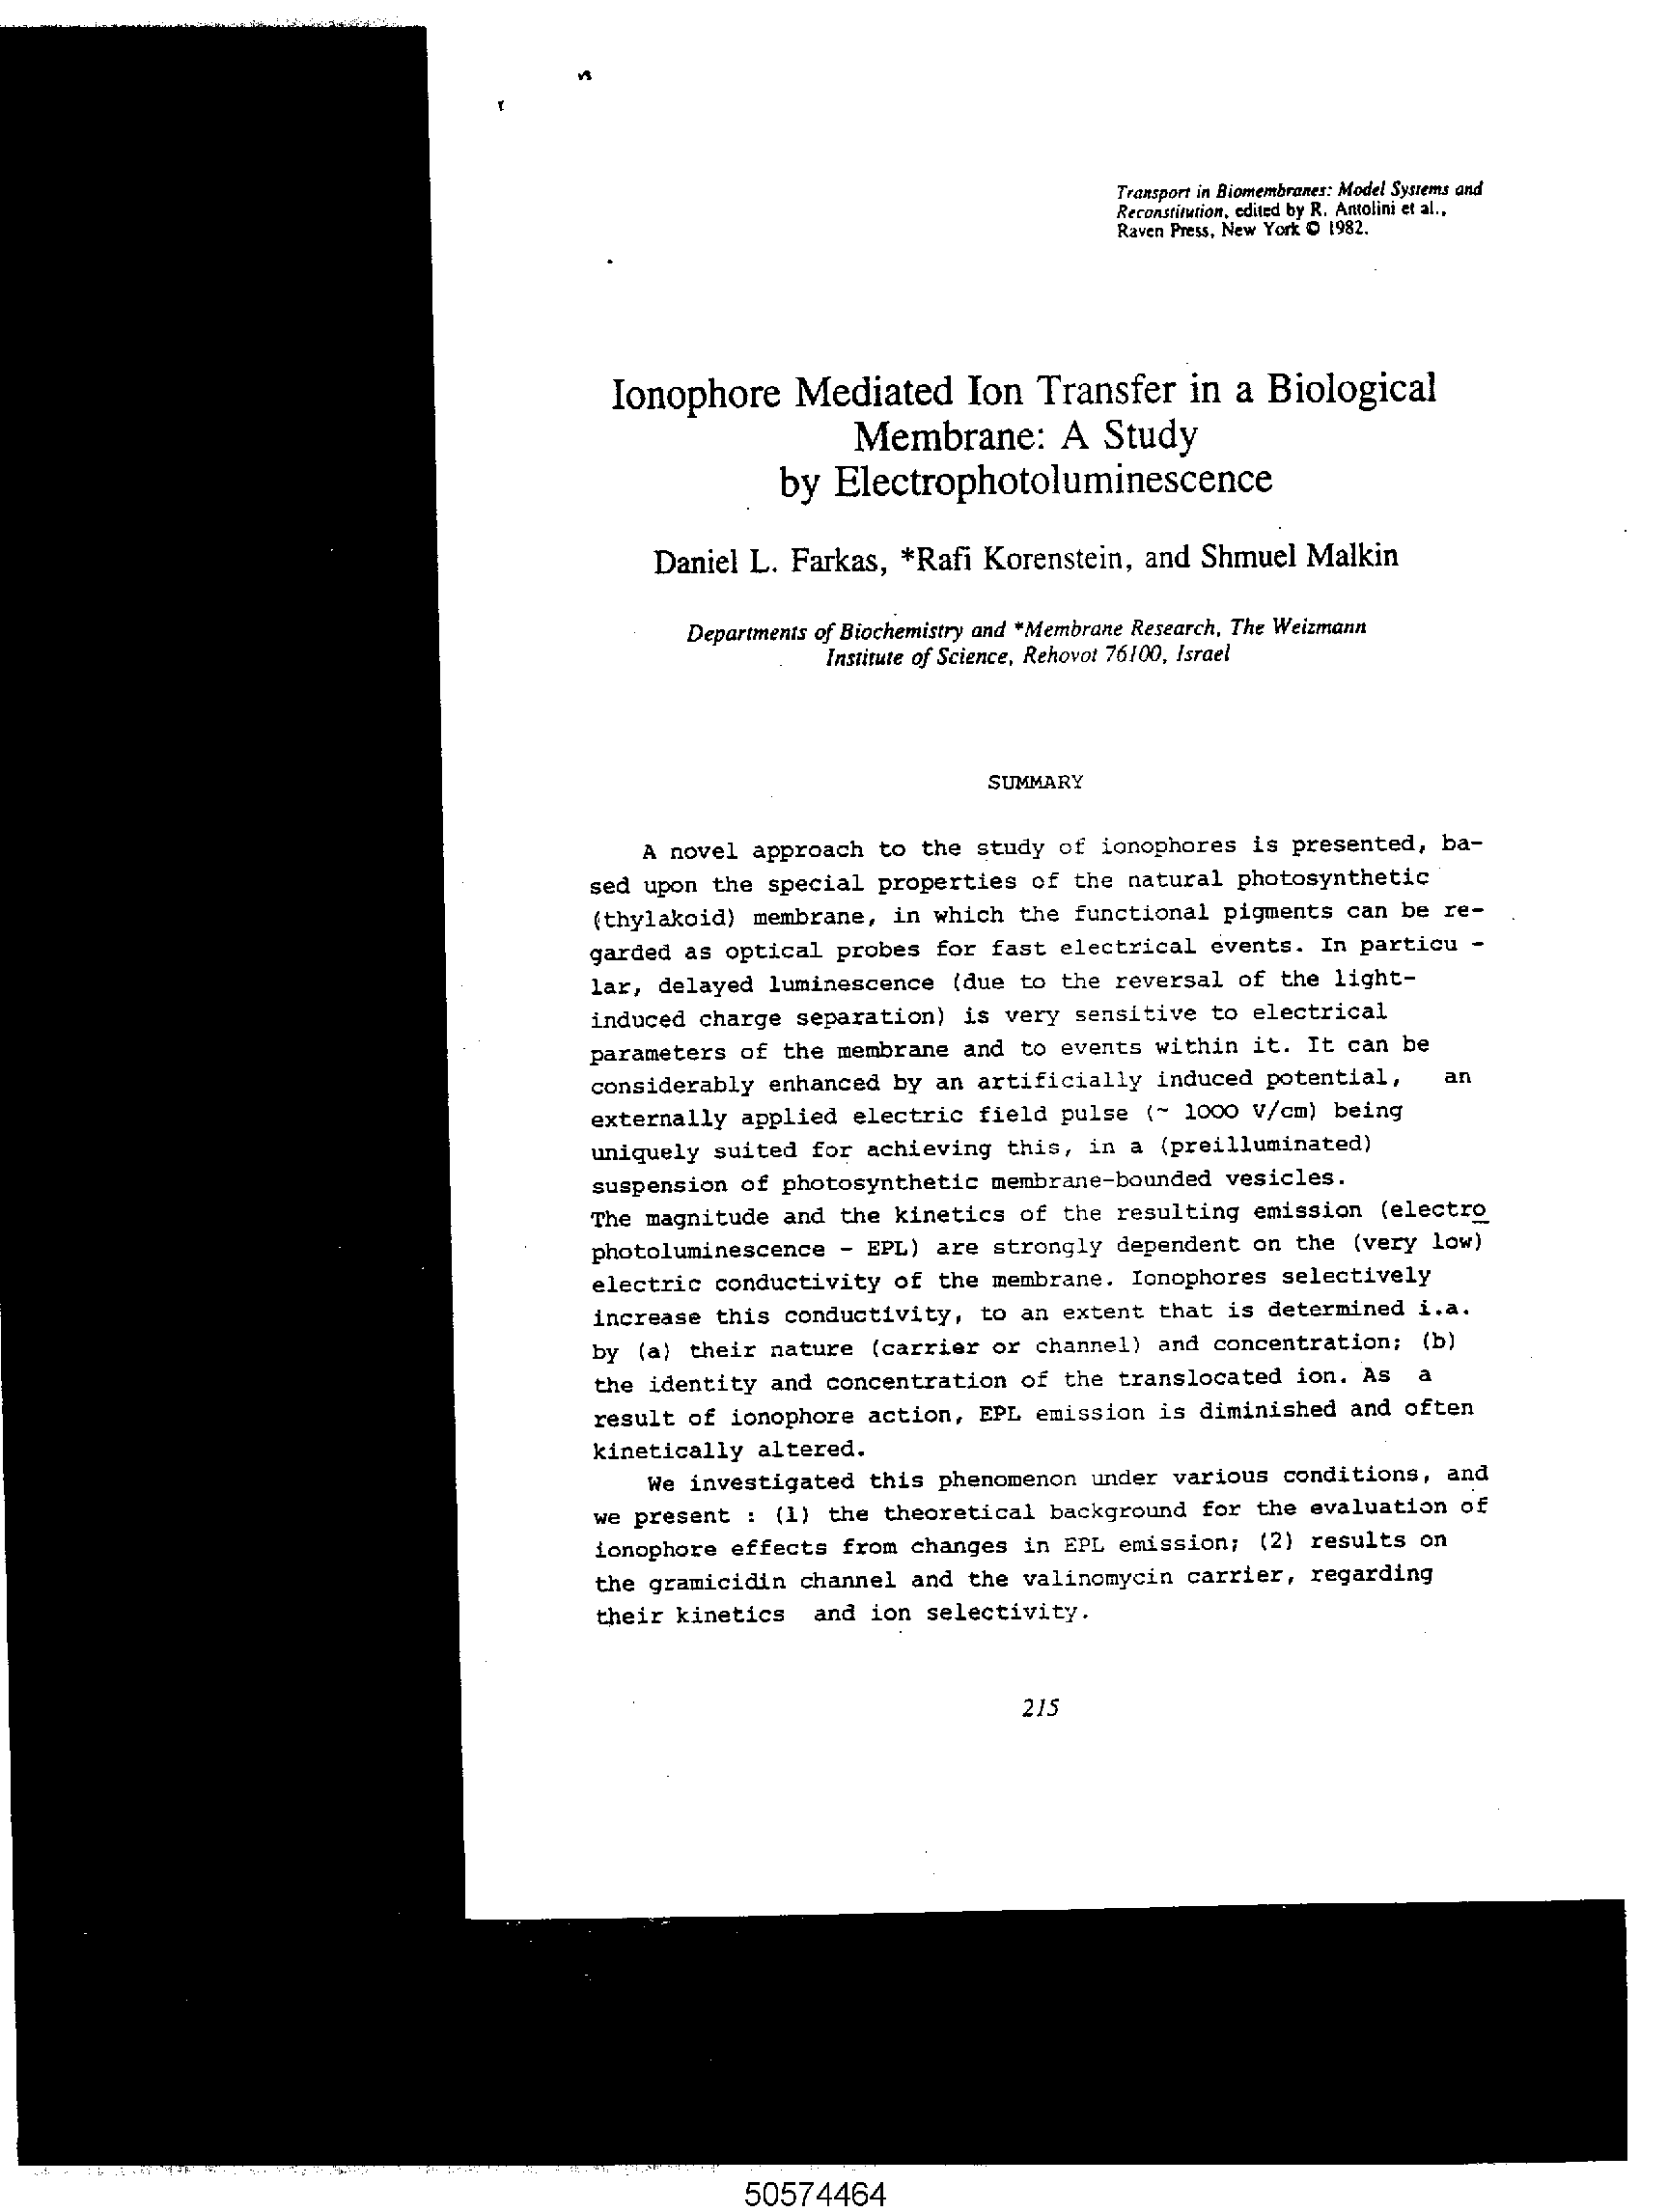 Transport in Biomembranes: Model Systems and
Reconstitution, edited by R. Antolini et al.,
Raven Press, New York © 1982.
Ionophore Mediated Ion Transfer in a Biological
Membrane: A Study
by Electrophotoluminescence
Daniel L. Farkas, *Rafi Korenstein, and Shmuel Malkin
Departments of Biochemistry and *Membrane Research, The Weizmann
Institute of Science, Rehovot 76100, Israel
SUMMARY
A novel approach to the study of ionophores is presented, ba-
sed upon the special properties of the natural photosynthetic
(thylakoid) membrane, in which the functional pigments can be re-
garded as optical probes for fast electrical events. In particu -
lar, delayed luminescence (due to the reversal of the light-
induced charge separation) is very sensitive to electrical
parameters of the membrane and to events within it. It can be
considerably enhanced by an artificially induced potential, an
externally applied electric field pulse (~ 1000 V/cm) being
uniquely suited for achieving this, in a (preilluminated)
suspension of photosynthetic membrane-bounded vesicles.
The magnitude and the kinetics of the resulting emission (electro
photoluminescence - EPL) are strongly dependent on the (very low)
electric conductivity of the membrane. Ionophores selectively
increase this conductivity, to an extent that is determined i.a.
by (a) their nature (carrier or channel) and concentration; (b)
the identity and concentration of the translocated ion. As a
result of ionophore action, EPL emission is diminished and often
kinetically altered.
We investigated this phenomenon under various conditions, and
we present : (1) the theoretical background for the evaluation of
ionophore effects from changes in EPL emission; (2) results on
the gramicidin channel and the valinomycin carrier, regarding
their kinetics and ion selectivity.
215
50574464